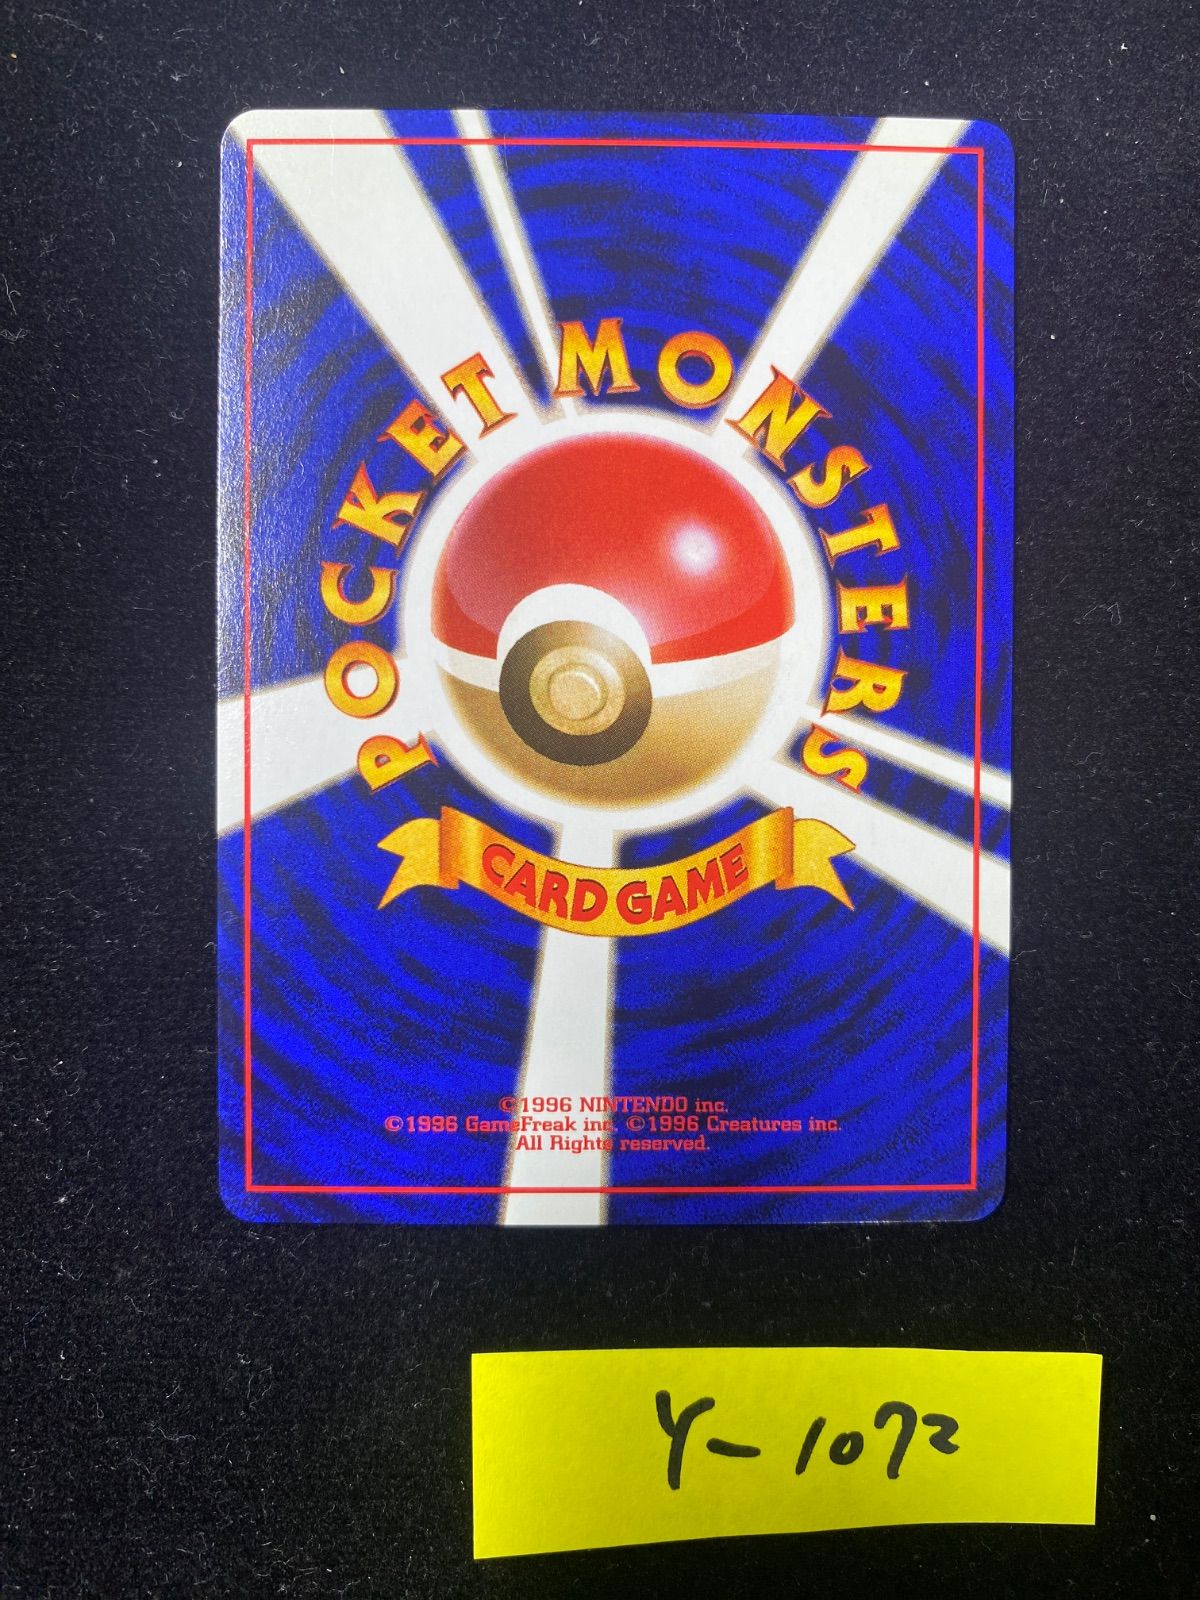 POCKET MONSTERS
CARD GAME
©1996 NINTENDO inc.
©1996 GameFreak inc. ©1996 Creatures inc.
All Rights reserved.
Y-1072